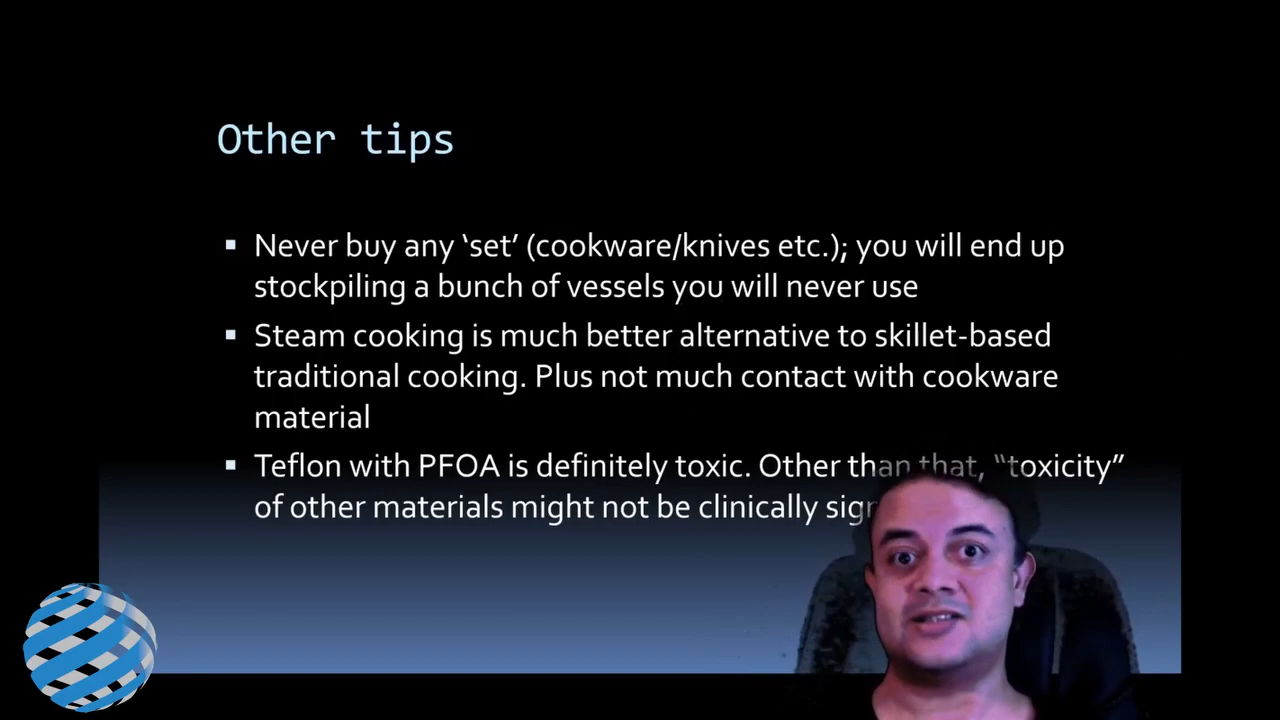 Other tips
Never buy any ‘set’ (cookware/knives etc.); you will end up
stockpiling a bunch of vessels you will never use
Steam cooking is much better alternative to skillet-based
traditional cooking. Plus not much contact with cookware
material
Teflon with PFOA is definitely toxic. Other than that, “toxicity”
of other materials might not be clinically